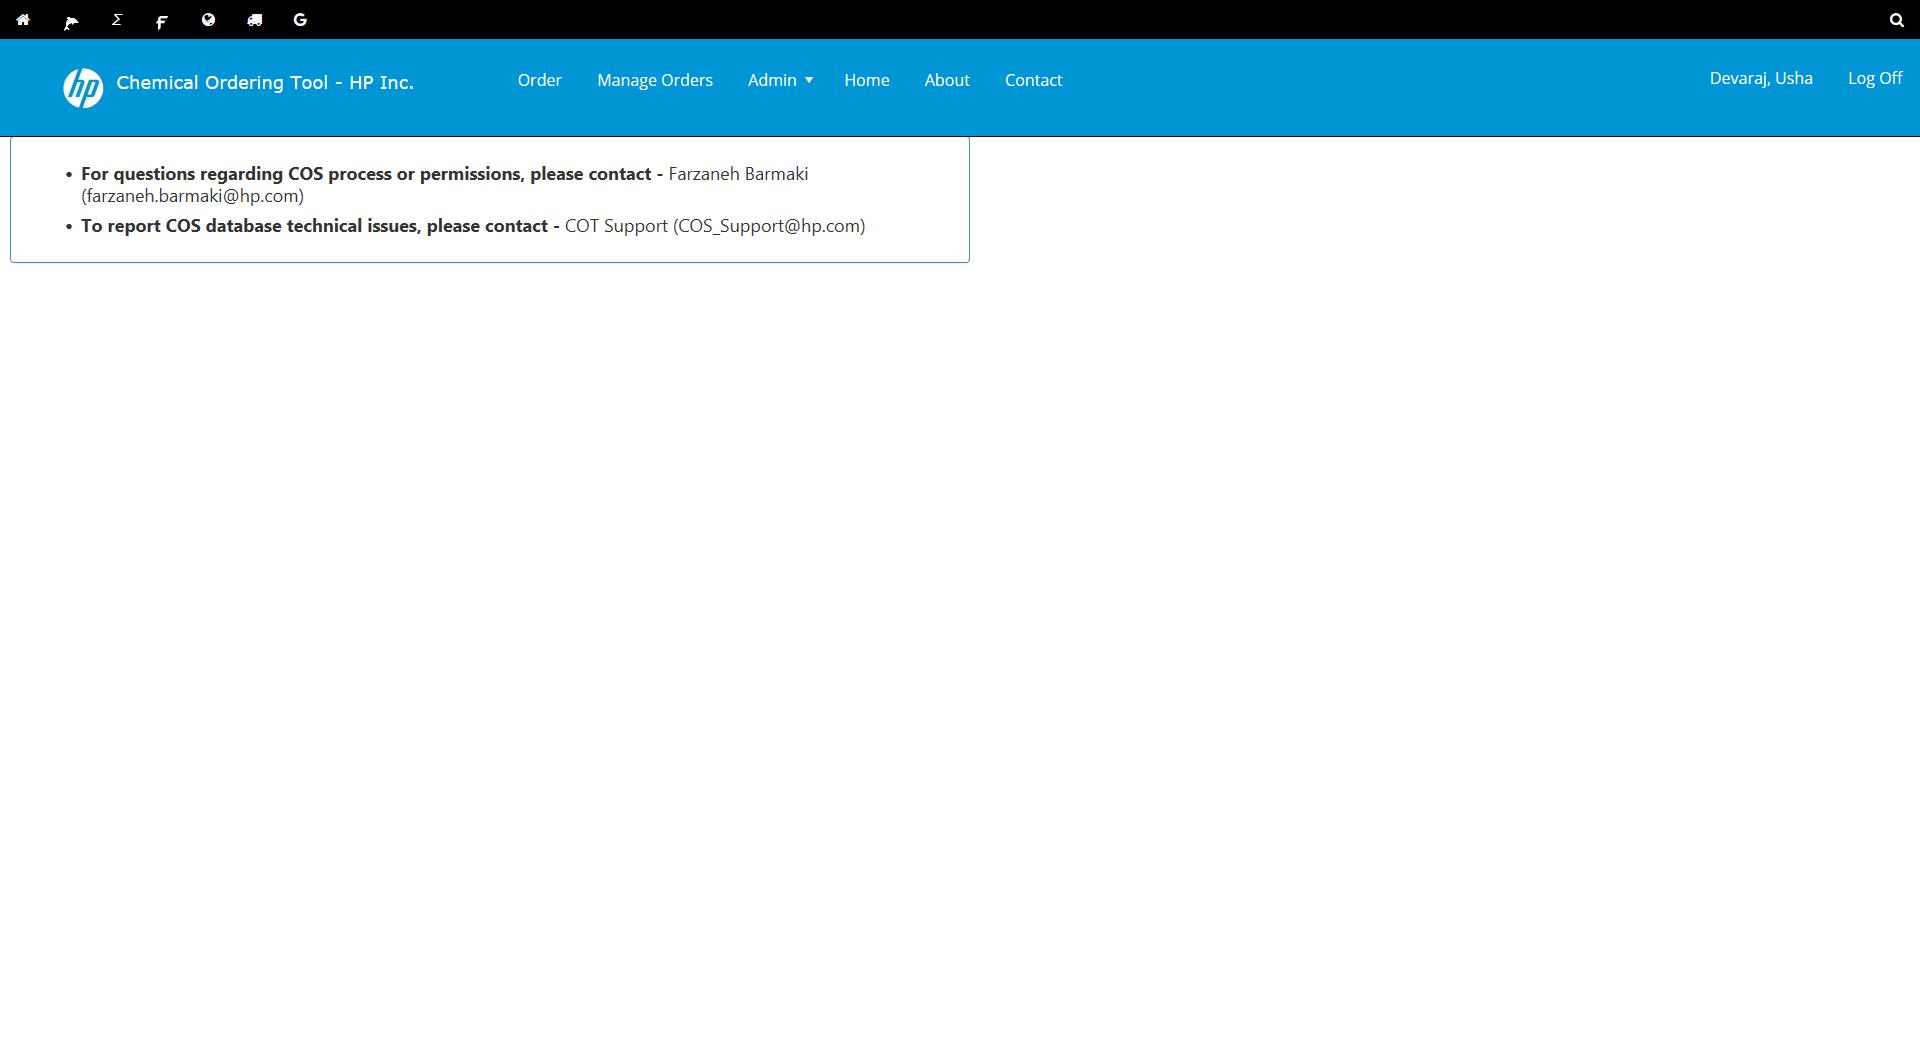 Σ
F
G
hp
Chemical Ordering Tool - HP Inc.
Order
Manage Orders
Admin
Home
About
Contact
Devaraj, Usha
Log Off
• For questions regarding COS process or permissions, please contact - Farzaneh Barmaki
(farzaneh.barmaki@hp.com)
• To report COS database technical issues, please contact - COT Support (COS_Support@hp.com)